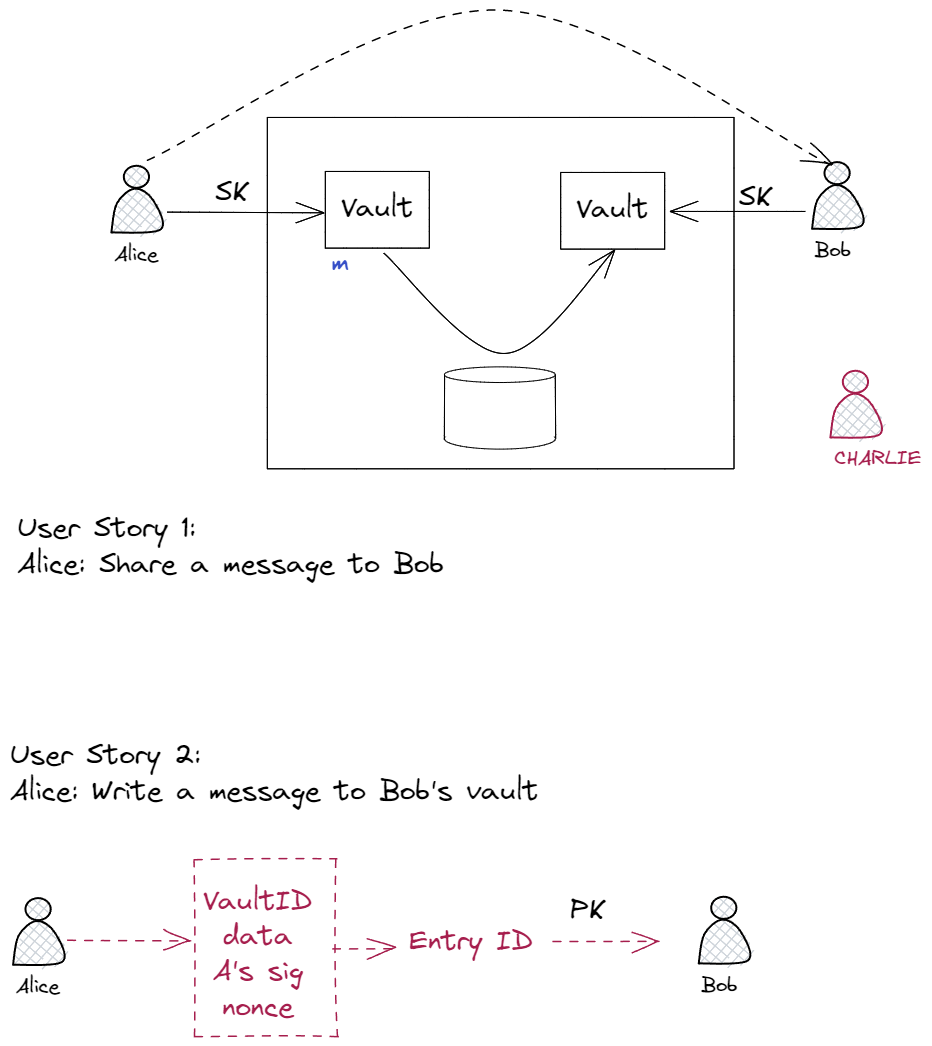 SK
Vault
Vault
SK
Alice
Bob
m
CHARLIE
User Story 1:
Alice: Share a message to Bob
User Story 2:
Alice: Write a message to Bob's vault
VaultID
data
A's sig
nonce
Entry ID
PK
Alice
Bob